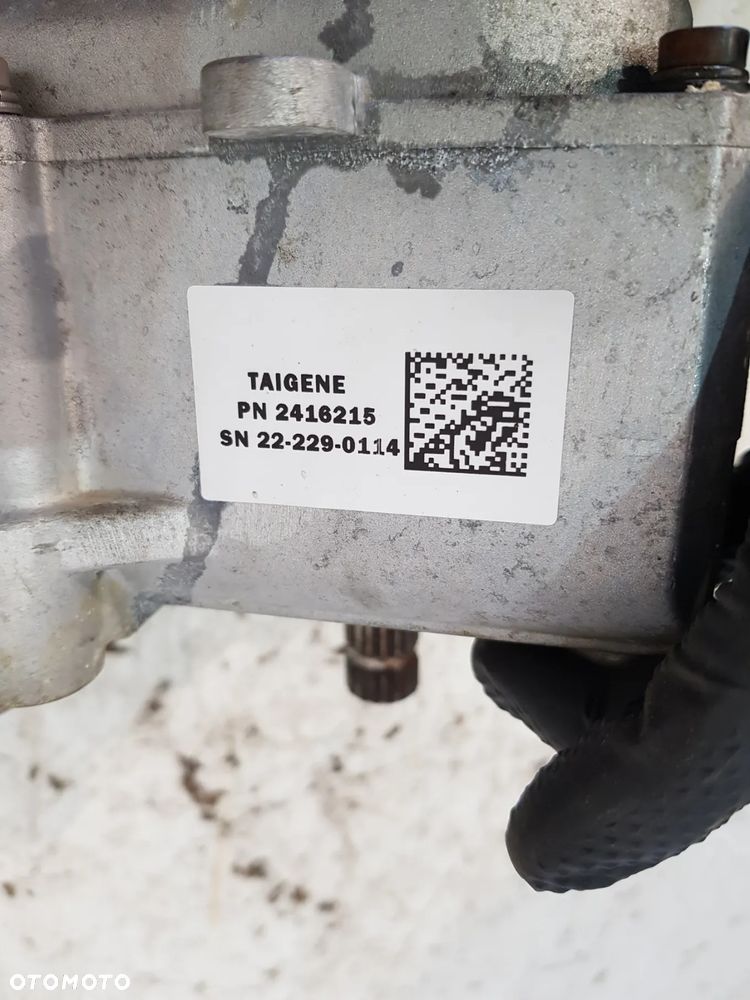 TAIGENE
PN 2416215
SN 22-229-0114
OTOMOTO